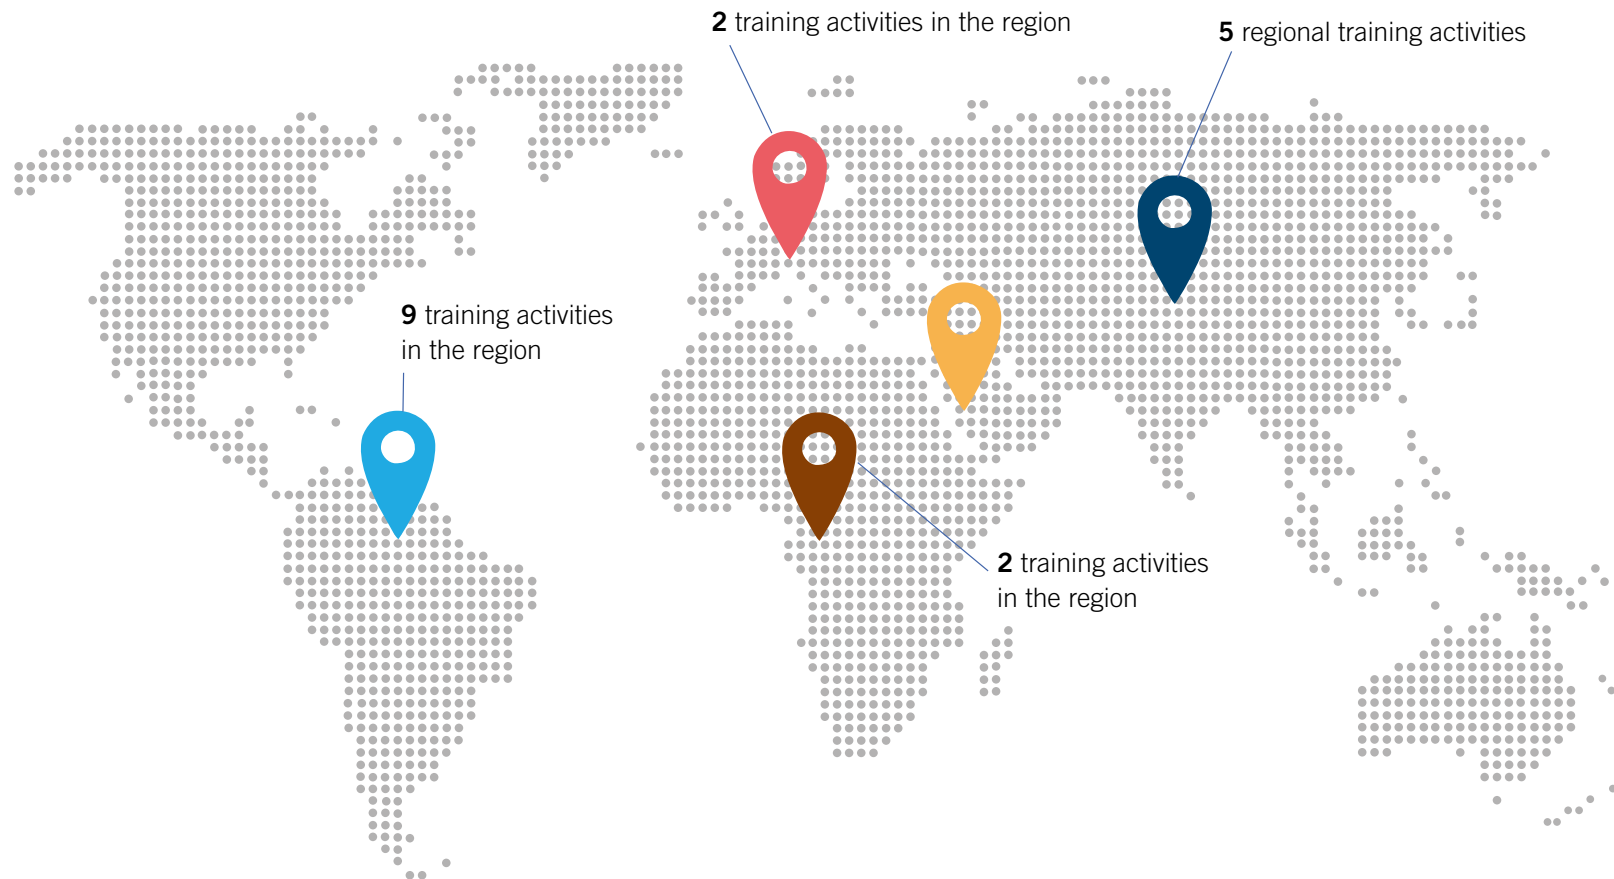 2 training activities in the region
5 regional training activities
9 training activities
in the region
2 training activities
in the region